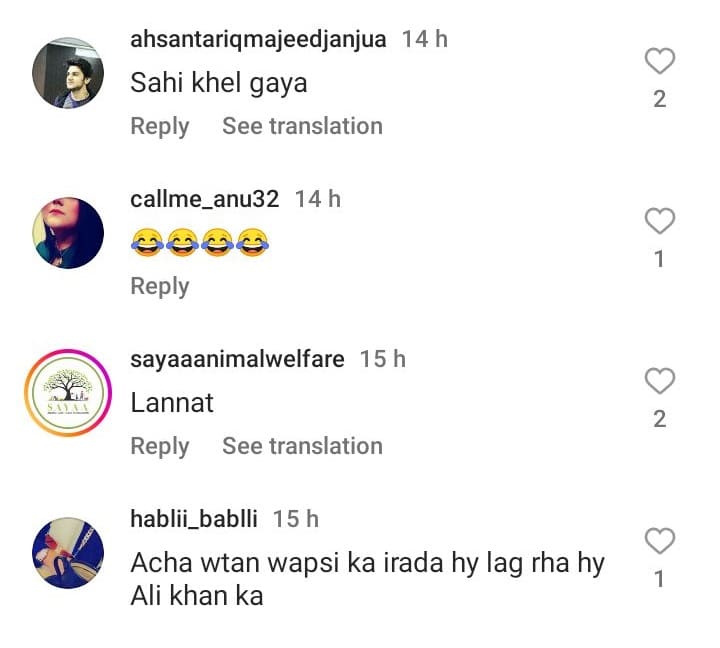 ahsantariqmajeedjanjua 14 h
Sahi khel gaya
2
Reply See translation
callme_anu32 14 h
😂😂😂😂
1
Reply
sayaaanimalwelfare 15 h
SAYAA
Lannat
2
Reply See translation
hablii_bablli 15 h
Acha wtan wapsi ka irada hy lag rha hy
1
Ali khan ka